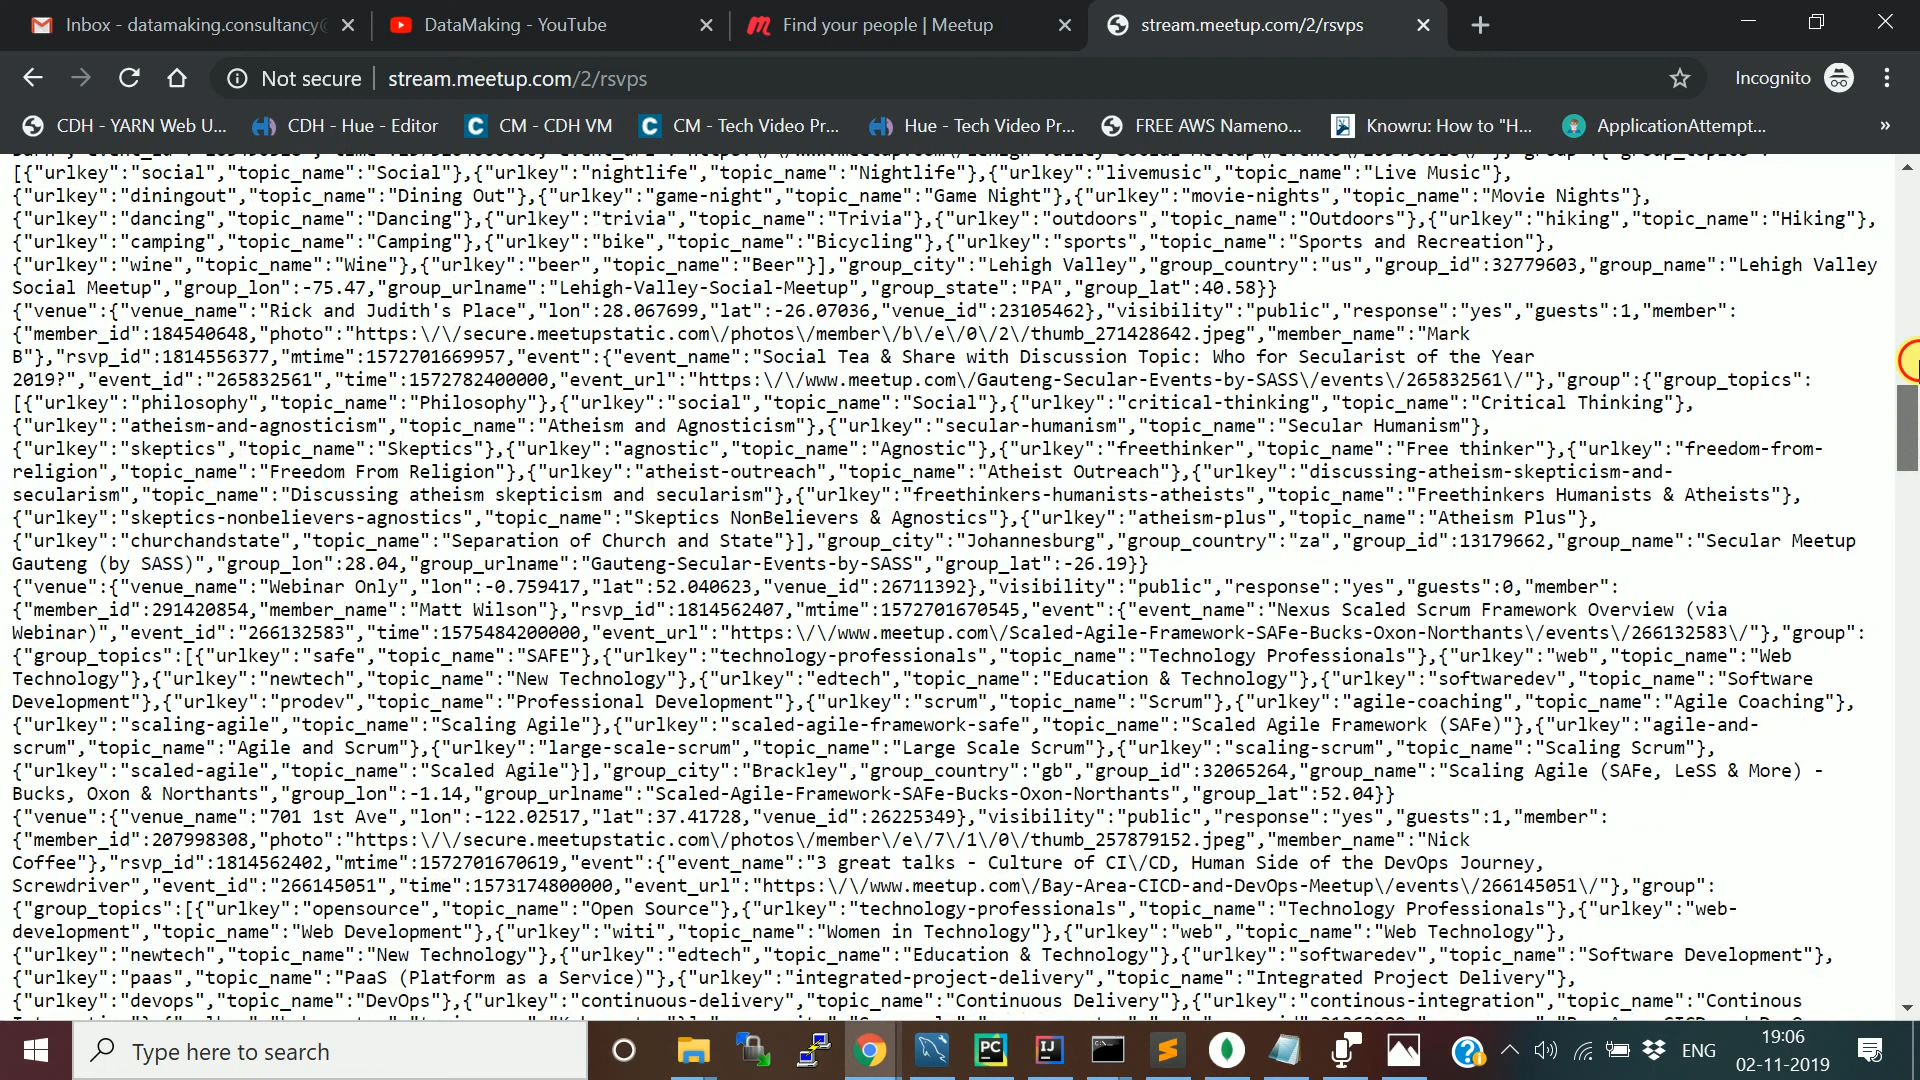 Inbox - datamaking.consultancy@
DataMaking - YouTube
Find your people | Meetup
stream.meetup.com/2/rsvps
Not secure
stream.meetup.com/2/rsvps
Incognito
CDH - YARN Web U...
CDH - Hue - Editor
CM - CDH VM
CM - Tech Video Pr...
Hue - Tech Video Pr...
FREE AWS Nameno...
Knowru: How to "H...
ApplicationAttempt...
»
[{"urlkey":"social","topic_name":"Social"},{"urlkey":"nightlife","topic_name":"Nightlife"},{"urlkey":"livemusic","topic_name":"Live Music"},
{"urlkey":"diningout","topic_name":"Dining Out"},{"urlkey":"game-night","topic_name":"Game Night"},{"urlkey":"movie-nights","topic_name":"Movie Nights"},
{"urlkey":"dancing","topic_name":"Dancing"},{"urlkey":"trivia","topic_name":"Trivia"},{"urlkey":"outdoors","topic_name":"Outdoors"},{"urlkey":"hiking","topic_name":"Hiking"},
{"urlkey":"camping","topic_name":"Camping"},{"urlkey":"bike","topic_name":"Bicycling"},{"urlkey":"sports","topic_name":"Sports and Recreation"},
{"urlkey":"wine","topic_name":"Wine"},{"urlkey":"beer","topic_name":"Beer"}],"group_city":"Lehigh Valley","group_country":"us","group_id":32779603,"group_name":"Lehigh Valley
Social Meetup","group_lon":-75.47,"group_urlname":"Lehigh-Valley-Social-Meetup","group_state":"PA","group_lat":40.58}}
{"venue":{"venue_name":"Rick and Judith's Place","lon":28.067699,"lat":-26.07036,"venue_id":23105462},"visibility":"public","response":"yes","guests":1,"member":
{"member_id":184540648,"photo":"https:\/\/secure.meetupstatic.com\/photos\/member\/b\/e\/0\/2\/thumb_271428642.jpeg","member_name":"Mark
B"},"rsvp_id":1814556377,"mtime":1572701669957,"event":{"event_name":"Social Tea & Share with Discussion Topic: Who for Secularist of the Year
2019?","event_id":"265832561","time":1572782400000,"event_url":"https:\/\/www.meetup.com\/Gauteng-Secular-Events-by-SASS\/events\/265832561\/"},"group":{"group_topics":
[{"urlkey":"philosophy","topic_name":"Philosophy"},{"urlkey":"social","topic_name":"Social"},{"urlkey":"critical-thinking","topic_name":"Critical Thinking"},
{"urlkey":"atheism-and-agnosticism","topic_name":"Atheism and Agnosticism"},{"urlkey":"secular-humanism","topic_name":"Secular Humanism"},
{"urlkey":"skeptics","topic_name":"Skeptics"},{"urlkey":"agnostic","topic_name":"Agnostic"},{"urlkey":"freethinker","topic_name":"Free thinker"},{"urlkey":"freedom-from-
religion","topic_name":"Freedom From Religion"},{"urlkey":"atheist-outreach","topic_name":"Atheist Outreach"},{"urlkey":"discussing-atheism-skepticism-and-
secularism","topic_name":"Discussing atheism skepticism and secularism"},{"urlkey":"freethinkers-humanists-atheists","topic_name":"Freethinkers Humanists & Atheists"},
{"urlkey":"skeptics-nonbelievers-agnostics","topic_name":"Skeptics NonBelievers & Agnostics"},{"urlkey":"atheism-plus","topic_name":"Atheism Plus"},
{"urlkey":"churchandstate","topic_name":"Separation of Church and State"}],"group_city":"Johannesburg","group_country":"za","group_id":13179662,"group_name":"Secular Meetup
Gauteng (by SASS)","group_lon":28.04,"group_urlname":"Gauteng-Secular-Events-by-SASS","group_lat":-26.19}}
{"venue":{"venue_name":"Webinar Only","lon":-0.759417,"lat":52.040623,"venue_id":26711392},"visibility":"public","response":"yes","guests":0,"member":
{"member_id":291420854,"member_name":"Matt Wilson"},"rsvp_id":1814562407,"mtime":1572701670545,"event":{"event_name":"Nexus Scaled Scrum Framework Overview (via
Webinar)","event_id":"266132583","time":1575484200000,"event_url":"https:\/\/www.meetup.com\/Scaled-Agile-Framework-SAFe-Bucks-Oxon-Northants\/events\/266132583\/"},"group":
{"group_topics":[{"urlkey":"safe","topic_name":"SAFE"},{"urlkey":"technology-professionals","topic_name":"Technology Professionals"},{"urlkey":"web","topic_name":"Web
Technology"},{"urlkey":"newtech","topic_name":"New Technology"},{"urlkey":"edtech","topic_name":"Education & Technology"},{"urlkey":"softwaredev","topic_name":"Software
Development"},{"urlkey":"prodev","topic_name":"Professional Development"},{"urlkey":"scrum","topic_name":"Scrum"},{"urlkey":"agile-coaching","topic_name":"Agile Coaching"},
{"urlkey":"scaling-agile","topic_name":"Scaling Agile"},{"urlkey":"scaled-agile-framework-safe","topic_name":"Scaled Agile Framework (SAFe)"},{"urlkey":"agile-and-
scrum","topic_name":"Agile and Scrum"},{"urlkey":"large-scale-scrum","topic_name":"Large Scale Scrum"},{"urlkey":"scaling-scrum","topic_name":"Scaling Scrum"},
{"urlkey":"scaled-agile","topic_name":"Scaled Agile"}],"group_city":"Brackley","group_country":"gb","group_id":32065264,"group_name":"Scaling Agile (SAFe, LeSS & More) -
Bucks, Oxon & Northants","group_lon":-1.14,"group_urlname":"Scaled-Agile-Framework-SAFe-Bucks-Oxon-Northants","group_lat":52.04}}
{"venue":{"venue_name":"701 1st Ave","lon":-122.02517,"lat":37.41728,"venue_id":26225349},"visibility":"public","response":"yes","guests":1,"member":
{"member_id":207998308,"photo":"https:\/\/secure.meetupstatic.com\/photos\/member\/e\/7\/1\/0\/thumb_257879152.jpeg","member_name":"Nick
Coffee"},"rsvp_id":1814562402,"mtime":1572701670619,"event":{"event_name":"3 great talks - Culture of CI\/CD, Human Side of the DevOps Journey,
Screwdriver","event_id":"266145051","time":1573174800000,"event_url":"https:\/\/www.meetup.com\/Bay-Area-CICD-and-DevOps-Meetup\/events\/266145051\/"},"group":
{"group_topics":[{"urlkey":"opensource","topic_name":"Open Source"},{"urlkey":"technology-professionals","topic_name":"Technology Professionals"},{"urlkey":"web-
development","topic_name":"Web Development"},{"urlkey":"witi","topic_name":"Women in Technology"},{"urlkey":"web","topic_name":"Web Technology"},
{"urlkey":"newtech","topic_name":"New Technology"},{"urlkey":"edtech","topic_name":"Education & Technology"},{"urlkey":"softwaredev","topic_name":"Software Development"},
{"urlkey":"paas","topic_name":"PaaS (Platform as a Service)"},{"urlkey":"integrated-project-delivery","topic_name":"Integrated Project Delivery"},
{"urlkey":"devops","topic_name":"DevOps"},{"urlkey":"continuous-delivery","topic_name":"Continuous Delivery"},{"urlkey":"continous-integration","topic_name":"Continous
Type here to search
PC
IJ
ENG
19:06
02-11-2019